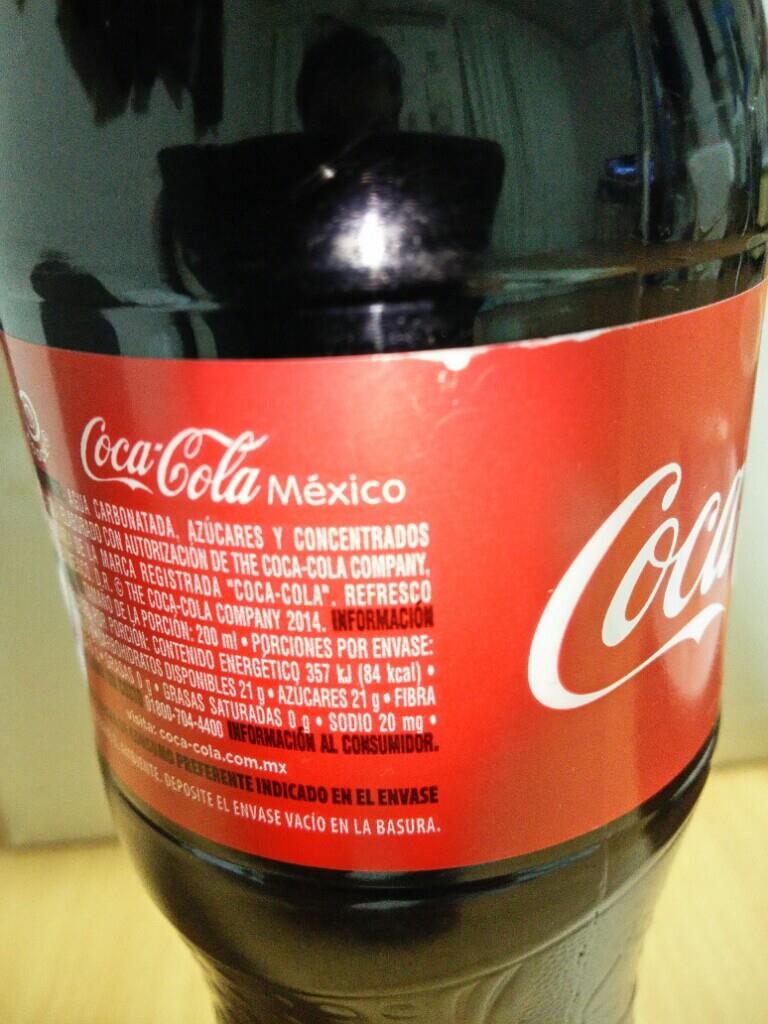 Coca-Cola México
AGUA CARBONATADA, AZÚCARES Y CONCENTRADOS
CON AUTORIZACIÓN DE THE COCA-COLA COMPANY,
MARCA REGISTRADA "COCA-COLA". REFRESCO
© THE COCA-COLA COMPANY 2014. INFORMACIÓN
DE LA PORCIÓN: 200 ml • PORCIONES POR ENVASE:
PORCIÓN: CONTENIDO ENERGÉTICO 357 kJ (84 kcal) •
DISPONIBLES 21 g • AZÚCARES 21 g • FIBRA
GRASAS SATURADAS 0 g • SODIO 20 mg •
01800-704-4400 INFORMACIÓN AL CONSUMIDOR.
visita: coca-cola.com.mx
PREFERENTE INDICADO EN EL ENVASE
DEPOSITE EL ENVASE VACÍO EN LA BASURA.
Coca